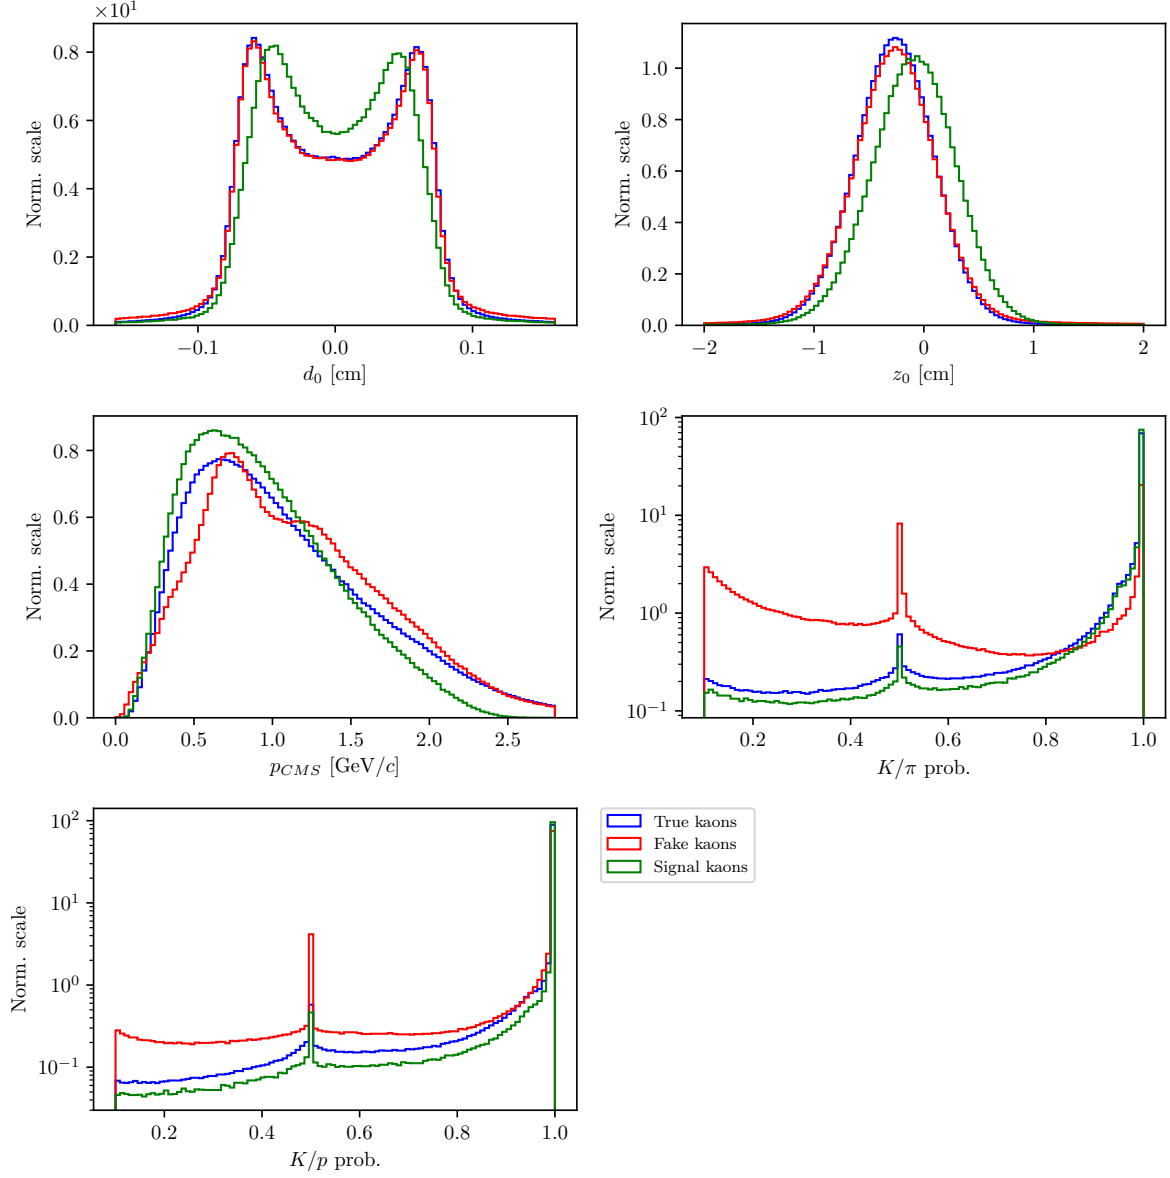 ×10¹
Norm. scale
0.8
0.6
0.4
0.2
0.0
−0.1 0.0 0.1
d₀ [cm]
Norm. scale
1.0
0.8
0.6
0.4
0.2
0.0
−2 −1 0 1 2
z₀ [cm]
Norm. scale
0.8
0.6
0.4
0.2
0.0
0.0 0.5 1.0 1.5 2.0 2.5
p_CMS [GeV/c]
Norm. scale
10²
10¹
10⁰
10⁻¹
0.2 0.4 0.6 0.8 1.0
K/π prob.
Norm. scale
10²
10¹
10⁰
10⁻¹
0.2 0.4 0.6 0.8 1.0
K/p prob.
True kaons
Fake kaons
Signal kaons